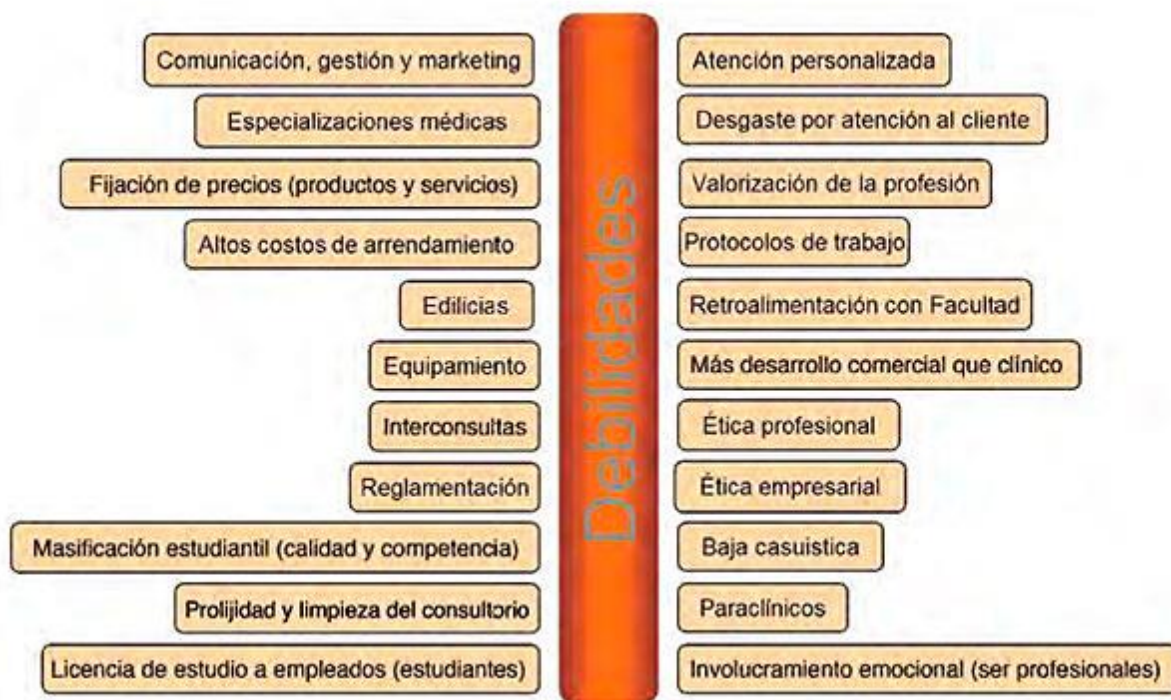 Comunicación, gestión y marketing
Especializaciones médicas
Fijación de precios (productos y servicios)
Altos costos de arrendamiento
Edilicias
Equipamiento
Interconsultas
Reglamentación
Masificación estudiantil (calidad y competencia)
Prolijidad y limpieza del consultorio
Licencia de estudio a empleados (estudiantes)
Debilidades
Atención personalizada
Desgaste por atención al cliente
Valorización de la profesión
Protocolos de trabajo
Retroalimentación con Facultad
Más desarrollo comercial que clínico
Ética profesional
Ética empresarial
Baja casuistica
Paraclínicos
Involucramiento emocional (ser profesionales)